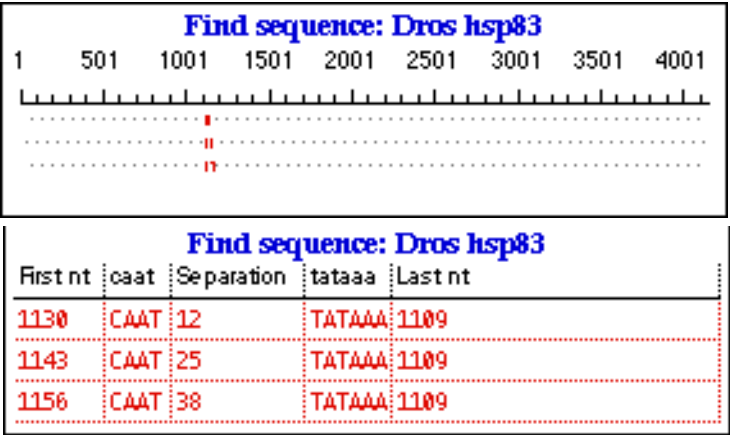 Find sequence: Dros hsp83
1 501 1001 1501 2001 2501 3001 3501 4001
Find sequence: Dros hsp83
First nt caat Separation tataaa Last nt
1130 CAAT 12 TATAAA 1109
1143 CAAT 25 TATAAA 1109
1156 CAAT 38 TATAAA 1109